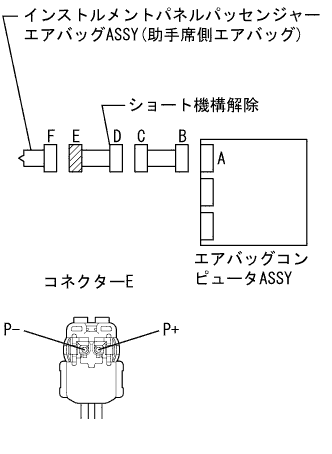 インストルメントパネルパッセンジャー
エアバッグASSY(助手席側エアバッグ)
ショート機構解除
F E D C B
A
エアバッグコン
ピュータASSY
コネクターE
P- P+